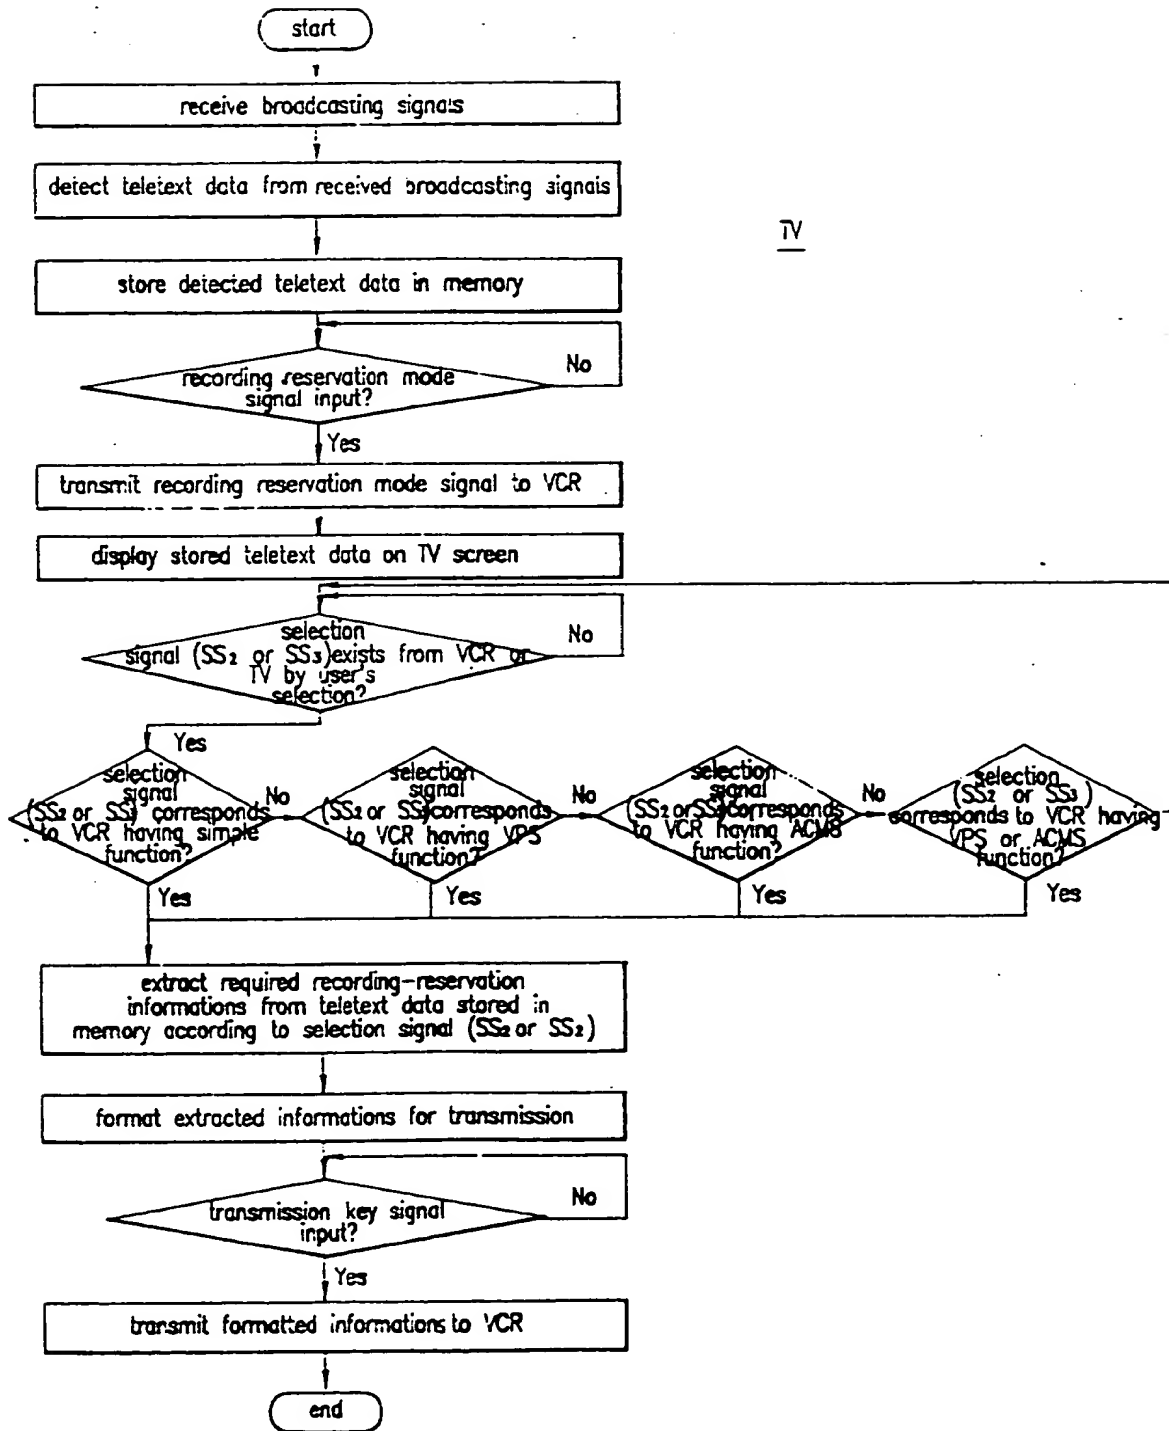 start
receive broadcasting signals
detect teletext data from received broadcasting signals
TV
store detected teletext data in memory
No
recording reservation mode
signal input?
Yes
transmit recording reservation mode signal to VCR
display stored teletext data on TV screen
selection
signal (SS2 or SS3)exists from VCR or
TV by user's
selection?
No
Yes
selection
signal
(SS2 or SS3) corresponds
to VCR having simple
function?
No
Yes
selection
signal
(SS2 or SS3)corresponds
to VCR having VPS
function?
No
Yes
selection
signal
(SS2 or SS3)corresponds
to VCR having ACMS
function?
No
Yes
selection
(SS2 or SS3)
corresponds to VCR having
VPS or ACMS
function?
Yes
extract required recording-reservation
informations from teletext data stored in
memory according to selection signal (SS2 or SS2)
format extracted informations for transmission
No
transmission key signal
input?
Yes
transmit formatted informations to VCR
end